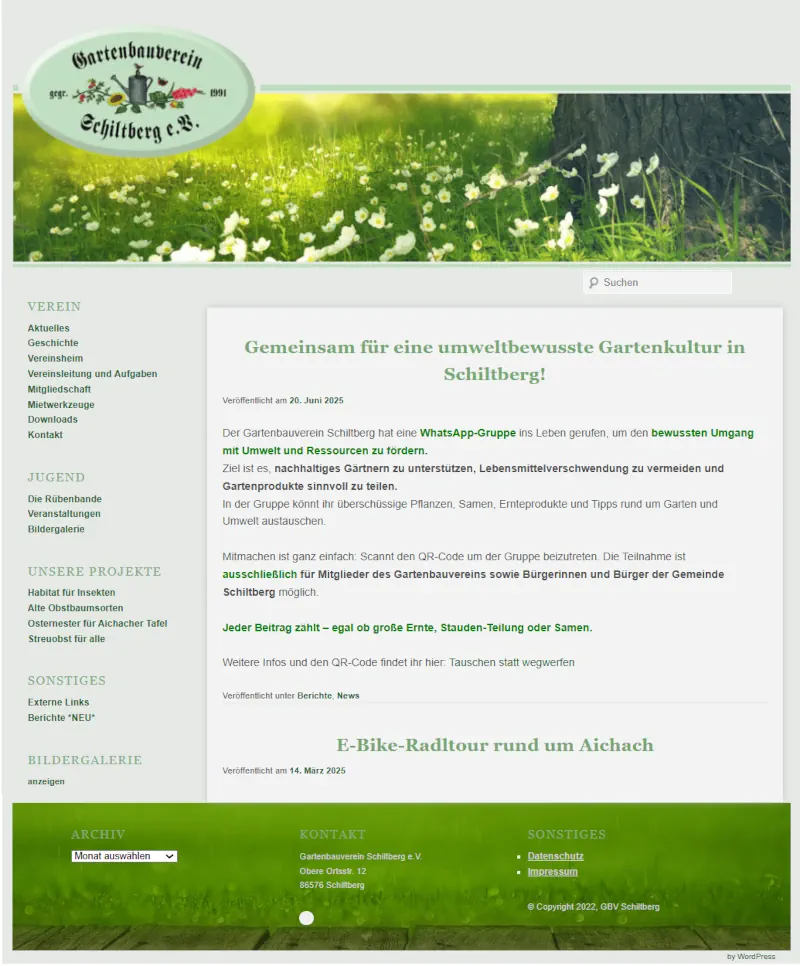 Gartenbauverein
gegr. 1991
Schiltberg e.V.
Suchen
VEREIN
Aktuelles
Geschichte
Vereinsheim
Vereinsleitung und Aufgaben
Mitgliedschaft
Mietwerkzeuge
Downloads
Kontakt
JUGEND
Die Rübenbande
Veranstaltungen
Bildergalerie
UNSERE PROJEKTE
Habitat für Insekten
Alte Obstbaumsorten
Osternester für Aichacher Tafel
Streuobst für alle
SONSTIGES
Externe Links
Berichte *NEU*
BILDERGALERIE
anzeigen
Gemeinsam für eine umweltbewusste Gartenkultur in
Schiltberg!
Veröffentlicht am 20. Juni 2025
Der Gartenbauverein Schiltberg hat eine WhatsApp-Gruppe ins Leben gerufen, um den bewussten Umgang
mit Umwelt und Ressourcen zu fördern.
Ziel ist es, nachhaltiges Gärtnern zu unterstützen, Lebensmittelverschwendung zu vermeiden und
Gartenprodukte sinnvoll zu teilen.
In der Gruppe könnt ihr überschüssige Pflanzen, Samen, Ernteprodukte und Tipps rund um Garten und
Umwelt austauschen.
Mitmachen ist ganz einfach: Scannt den QR-Code um der Gruppe beizutreten. Die Teilnahme ist
ausschließlich für Mitglieder des Gartenbauvereins sowie Bürgerinnen und Bürger der Gemeinde
Schiltberg möglich.
Jeder Beitrag zählt – egal ob große Ernte, Stauden-Teilung oder Samen.
Weitere Infos und den QR-Code findet ihr hier: Tauschen statt wegwerfen
Veröffentlicht unter Berichte, News
E-Bike-Radltour rund um Aichach
Veröffentlicht am 14. März 2025
ARCHIV
Monat auswählen
KONTAKT
Gartenbauverein Schiltberg e.V.
Obere Ortsstr. 12
86576 Schiltberg
SONSTIGES
Datenschutz
Impressum
© Copyright 2022, GBV Schiltberg
by WordPress